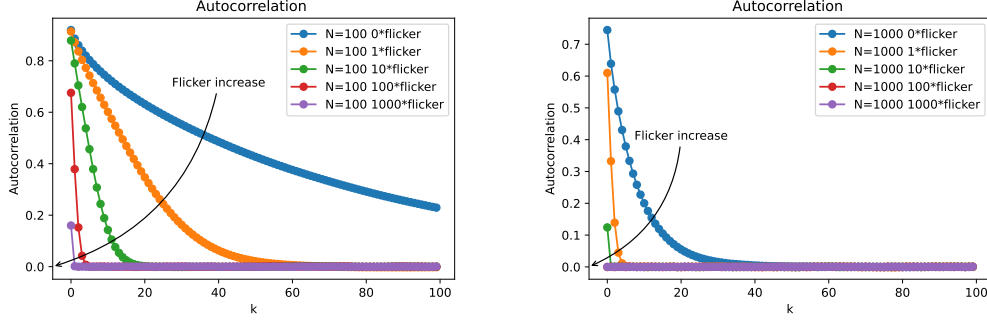 Autocorrelation
Autocorrelation
0.8
0.6
0.4
0.2
0.0
0 20 40 60 80 100
k
N=100 0*flicker
N=100 1*flicker
N=100 10*flicker
N=100 100*flicker
N=100 1000*flicker
Flicker increase
Autocorrelation
Autocorrelation
0.7
0.6
0.5
0.4
0.3
0.2
0.1
0.0
0 20 40 60 80 100
k
N=1000 0*flicker
N=1000 1*flicker
N=1000 10*flicker
N=1000 100*flicker
N=1000 1000*flicker
Flicker increase